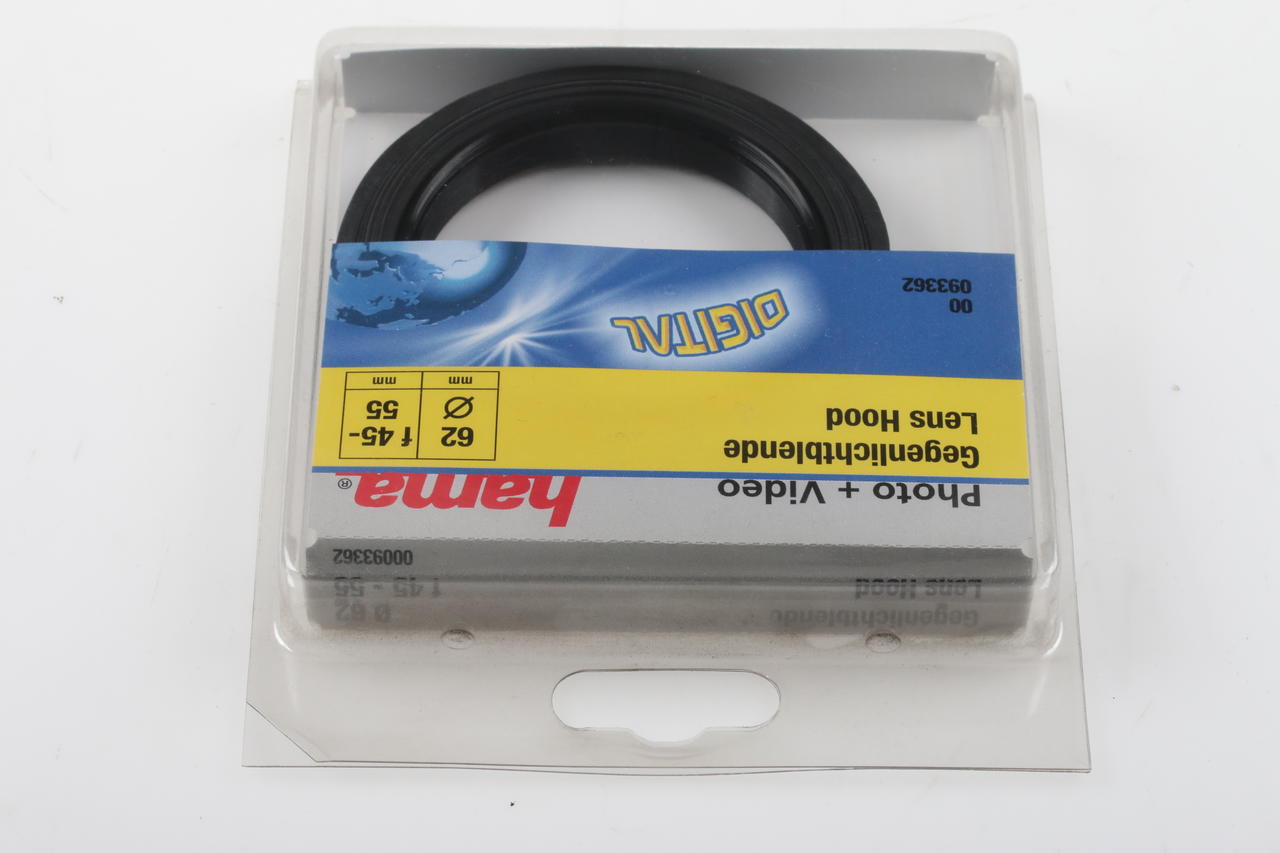 Gegenlichtblende Ø 62
Lens Hood f 45 - 55
00093362
Photo + Video hama®
Gegenlichtblende
Lens Hood
62 f 45-
Ø 55
mm mm
DIGITAL
00
093362